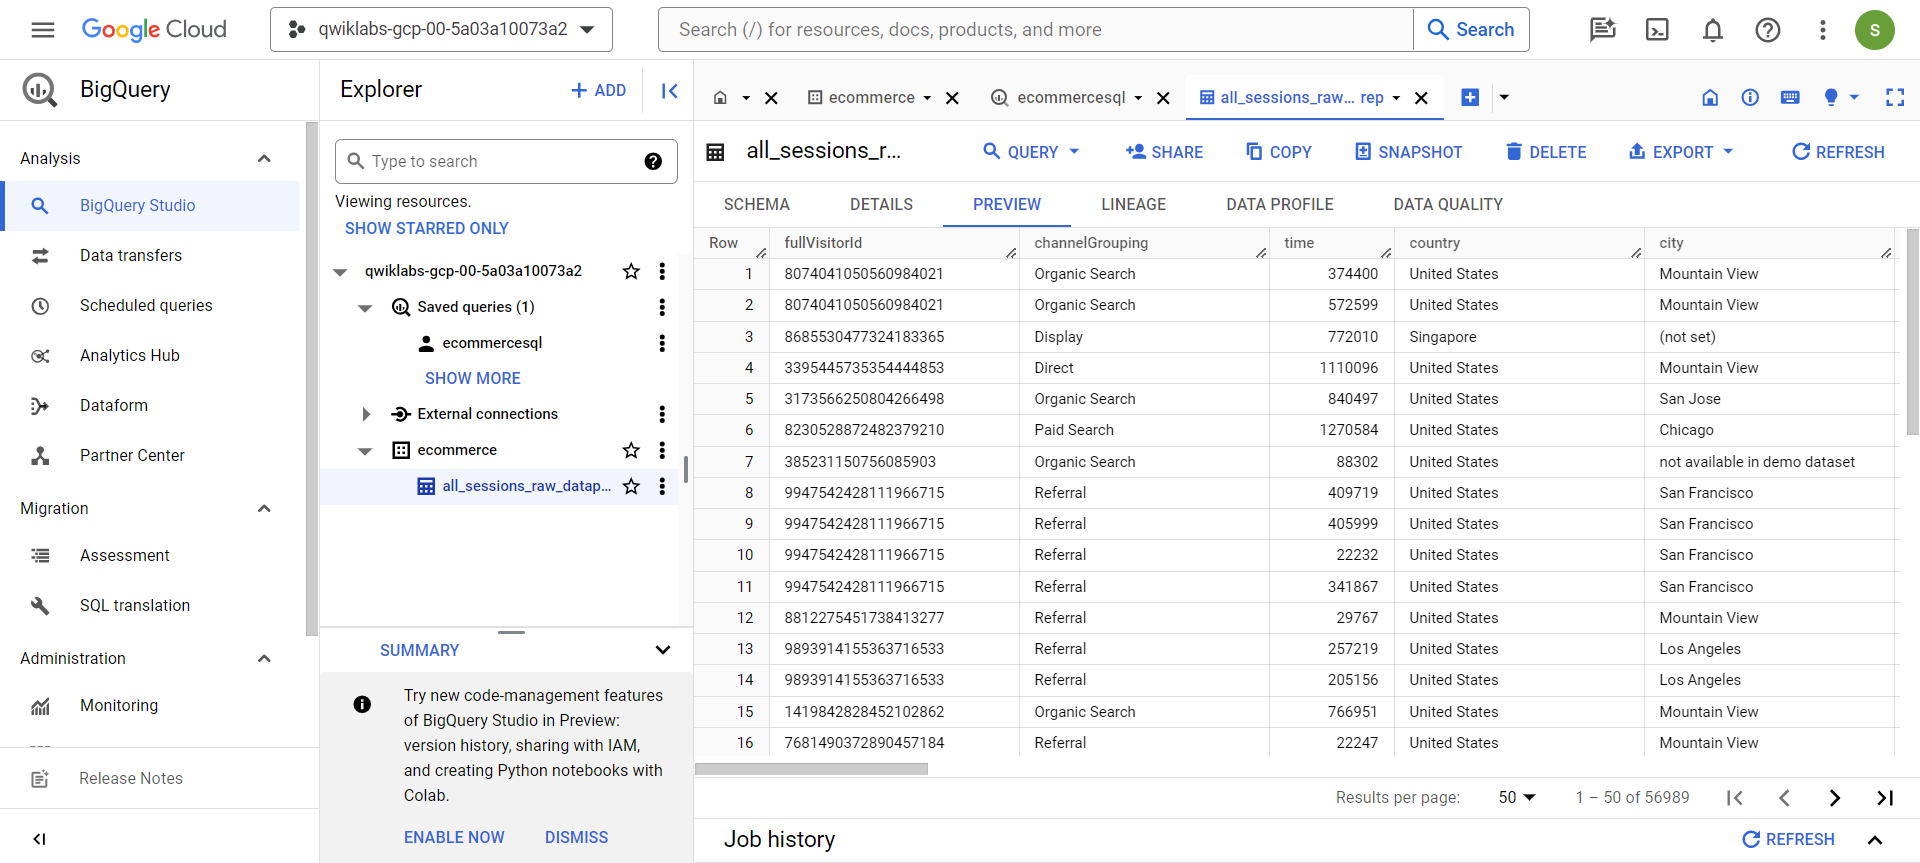 Google Cloud
qwiklabs-gcp-00-5a03a10073a2
Search (/) for resources, docs, products, and more
Search
S
BigQuery
Analysis
BigQuery Studio
Data transfers
Scheduled queries
Analytics Hub
Dataform
Partner Center
Migration
Assessment
SQL translation
Administration
Monitoring
Release Notes
Explorer
ADD
Type to search
Viewing resources.
SHOW STARRED ONLY
qwiklabs-gcp-00-5a03a10073a2
Saved queries (1)
ecommercesql
SHOW MORE
External connections
ecommerce
all_sessions_raw_datap...
SUMMARY
Try new code-management features
of BigQuery Studio in Preview:
version history, sharing with IAM,
and creating Python notebooks with
Colab.
ENABLE NOW DISMISS
ecommerce ecommercesql all_sessions_raw... rep
all_sessions_r... QUERY SHARE COPY SNAPSHOT DELETE EXPORT REFRESH
SCHEMA DETAILS PREVIEW LINEAGE DATA PROFILE DATA QUALITY
Row fullVisitorId channelGrouping time country city
1 8074041050560984021 Organic Search 374400 United States Mountain View
2 8074041050560984021 Organic Search 572599 United States Mountain View
3 8685530477324183365 Display 772010 Singapore (not set)
4 3395445735354444853 Direct 1110096 United States Mountain View
5 3173566250804266498 Organic Search 840497 United States San Jose
6 8230528872482379210 Paid Search 1270584 United States Chicago
7 385231150756085903 Organic Search 88302 United States not available in demo dataset
8 9947542428111966715 Referral 409719 United States San Francisco
9 9947542428111966715 Referral 405999 United States San Francisco
10 9947542428111966715 Referral 22232 United States San Francisco
11 9947542428111966715 Referral 341867 United States San Francisco
12 8812275451738413277 Referral 29767 United States Mountain View
13 9893914155363716533 Referral 257219 United States Los Angeles
14 9893914155363716533 Referral 205156 United States Los Angeles
15 1419842828452102862 Organic Search 766951 United States Mountain View
16 7681490372890457184 Referral 22247 United States Mountain View
Results per page: 50 1 – 50 of 56989
Job history REFRESH